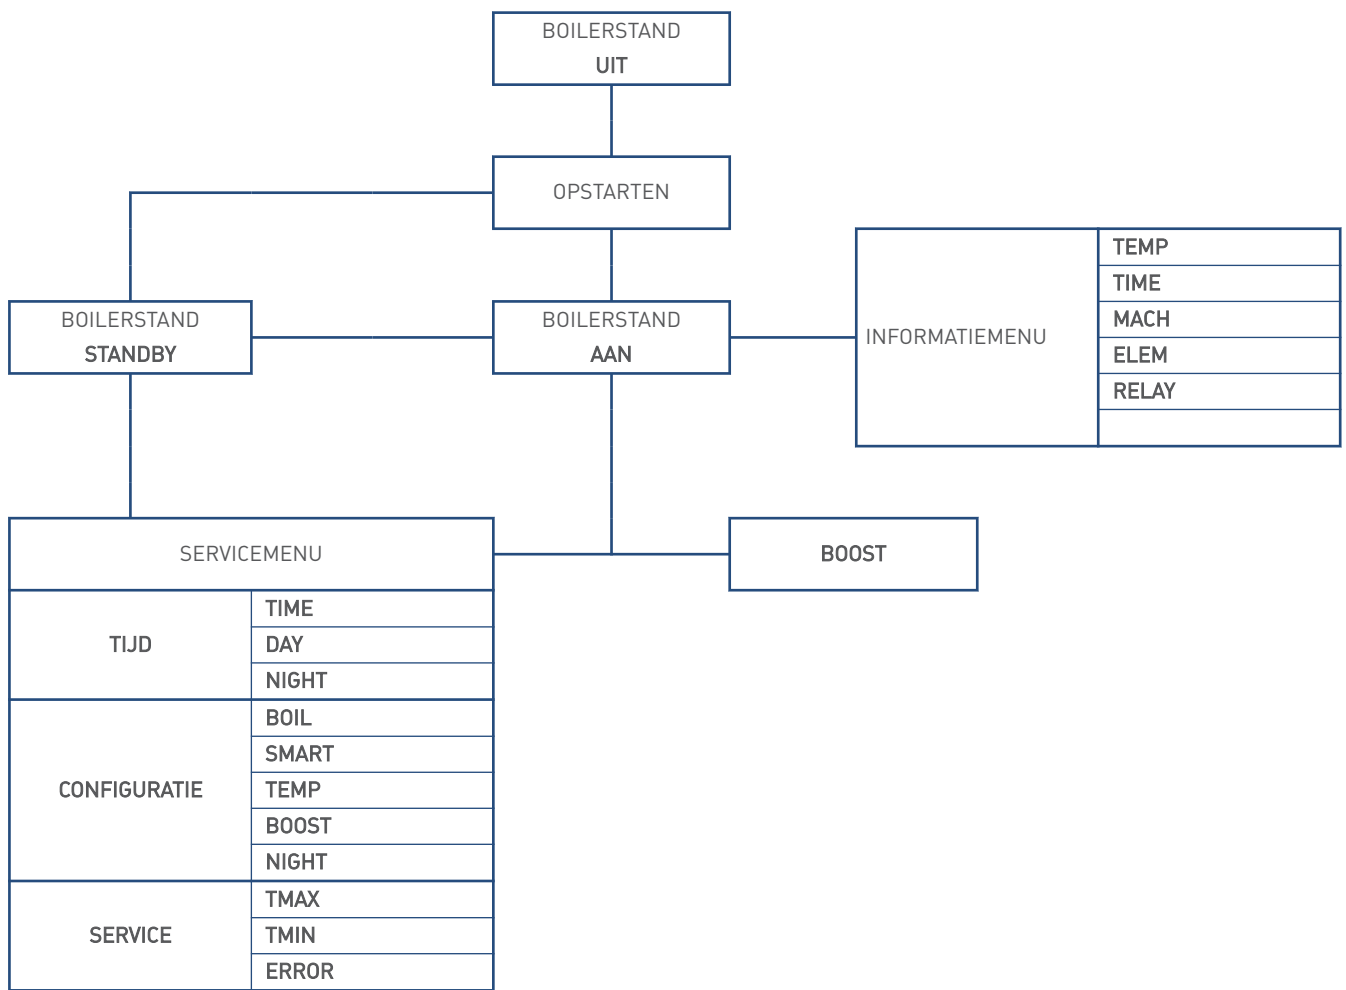 BOILERSTAND
UIT
OPSTARTEN
BOILERSTAND
STANDBY
BOILERSTAND
AAN
INFORMATIEMENU
TEMP
TIME
MACH
ELEM
RELAY
SERVICEMENU
BOOST
TIJD
TIME
DAY
NIGHT
CONFIGURATIE
BOIL
SMART
TEMP
BOOST
NIGHT
SERVICE
TMAX
TMIN
ERROR